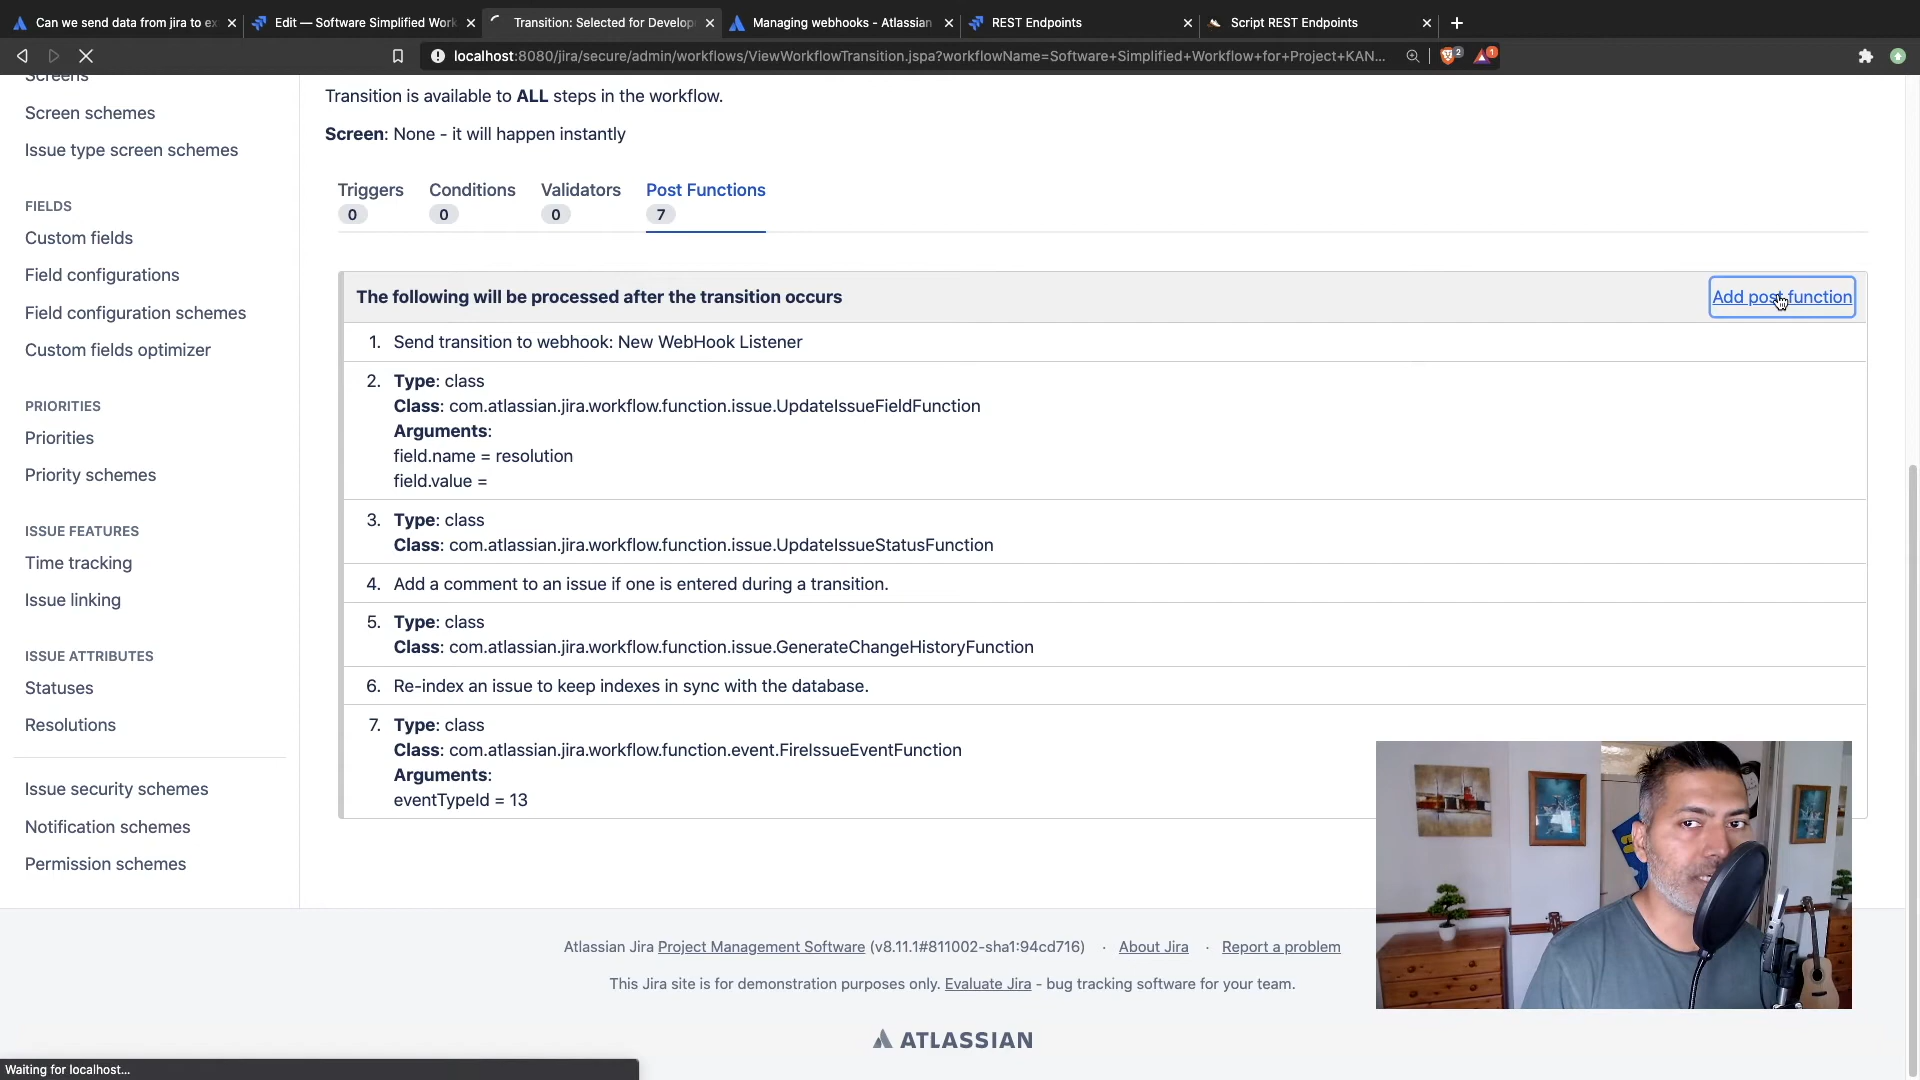 Can we send data from jira to ex
Edit — Software Simplified Work
Transition: Selected for Develop
Managing webhooks - Atlassian
REST Endpoints
Script REST Endpoints
localhost:8080/jira/secure/admin/workflows/ViewWorkflowTransition.jspa?workflowName=Software+Simplified+Workflow+for+Project+KAN...
2
1
Screens
Screen schemes
Issue type screen schemes
FIELDS
Custom fields
Field configurations
Field configuration schemes
Custom fields optimizer
PRIORITIES
Priorities
Priority schemes
ISSUE FEATURES
Time tracking
Issue linking
ISSUE ATTRIBUTES
Statuses
Resolutions
Issue security schemes
Notification schemes
Permission schemes
Transition is available to ALL steps in the workflow.
Screen: None - it will happen instantly
Triggers Conditions Validators Post Functions
0 0 0 7
The following will be processed after the transition occurs
Add post function
1. Send transition to webhook: New WebHook Listener
2. Type: class
Class: com.atlassian.jira.workflow.function.issue.UpdateIssueFieldFunction
Arguments:
field.name = resolution
field.value =
3. Type: class
Class: com.atlassian.jira.workflow.function.issue.UpdateIssueStatusFunction
4. Add a comment to an issue if one is entered during a transition.
5. Type: class
Class: com.atlassian.jira.workflow.function.issue.GenerateChangeHistoryFunction
6. Re-index an issue to keep indexes in sync with the database.
7. Type: class
Class: com.atlassian.jira.workflow.function.event.FireIssueEventFunction
Arguments:
eventTypeId = 13
Atlassian Jira Project Management Software (v8.11.1#811002-sha1:94cd716) · About Jira · Report a problem
This Jira site is for demonstration purposes only. Evaluate Jira - bug tracking software for your team.
ATLASSIAN
Waiting for localhost...